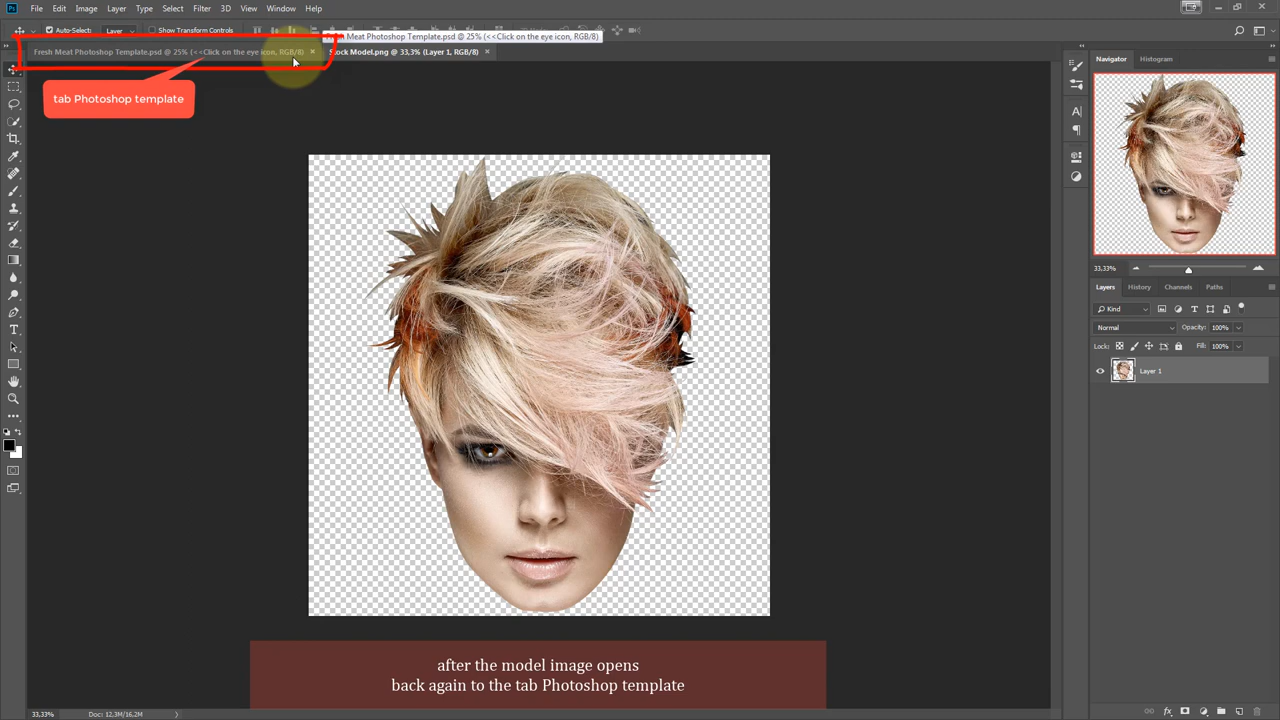 Ps File Edit Image Layer Type Select Filter 3D View Window Help
Auto-Select: Layer Show Transform Controls
Fresh Meat Photoshop Template.psd @ 25% (<<Click on the eye icon, RGB/8)
Fresh Meat Photoshop Template.psd @ 25% (<<Click on the eye icon, RGB/8) × Stock Model.png @ 33,3% (Layer 1, RGB/8) ×
tab Photoshop template
Navigator Histogram
33,33%
Layers History Channels Paths
Kind
Normal Opacity: 100%
Lock: Fill: 100%
Layer 1
after the model image opens
back again to the tab Photoshop template
33,33% Doc: 12,3M/16,2M